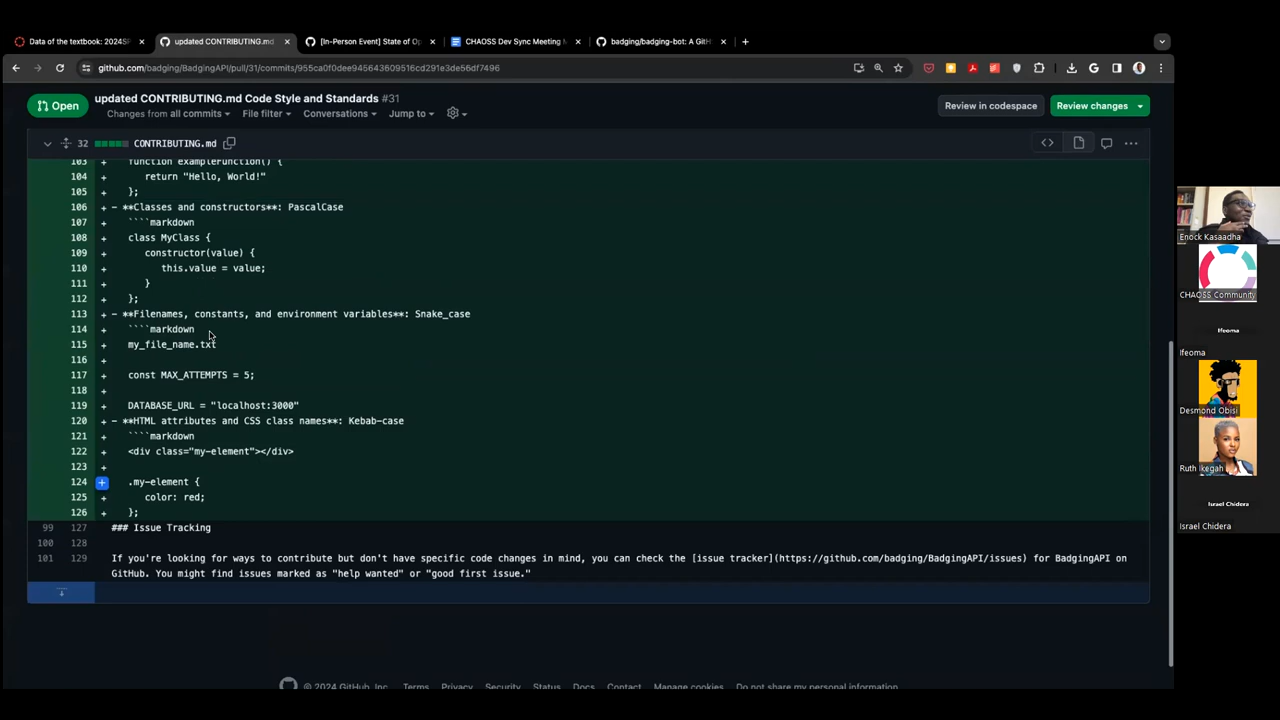 Data of the textbook: 2024SP
updated CONTRIBUTING.md
[In-Person Event] State of Op
CHAOSS Dev Sync Meeting
badging/badging-bot: A GitH
github.com/badging/BadgingAPI/pull/31/commits/955ca0f0dee945643609516cd291e3de56df7496
Open
updated CONTRIBUTING.md Code Style and Standards #31
Changes from all commits
File filter
Conversations
Jump to
Review in codespace
Review changes
32 CONTRIBUTING.md
103 + function exampleFunction() {
104 + return "Hello, World!"
105 + };
106 + - **Classes and constructors**: PascalCase
107 + ````markdown
108 + class MyClass {
109 + constructor(value) {
110 + this.value = value;
111 + }
112 + };
113 + - **Filenames, constants, and environment variables**: Snake_case
114 + ````markdown
115 + my_file_name.txt
116 +
117 + const MAX_ATTEMPTS = 5;
118 +
119 + DATABASE_URL = "localhost:3000"
120 + - **HTML attributes and CSS class names**: Kebab-case
121 + ````markdown
122 + <div class="my-element"></div>
123 +
124 + .my-element {
125 + color: red;
126 + };
99 127 ### Issue Tracking
100 128
101 129 If you're looking for ways to contribute but don't have specific code changes in mind, you can check the [issue tracker](https://github.com/badging/BadgingAPI/issues) for BadgingAPI on
GitHub. You might find issues marked as "help wanted" or "good first issue."
© 2024 GitHub, Inc.
Terms
Privacy
Security
Status
Docs
Contact
Manage cookies
Do not share my personal information
Enock Kasaadha
CHAOSS Community
Ifeoma
Ifeoma
Desmond Obisi
Ruth Ikegah
Israel Chidera
Israel Chidera